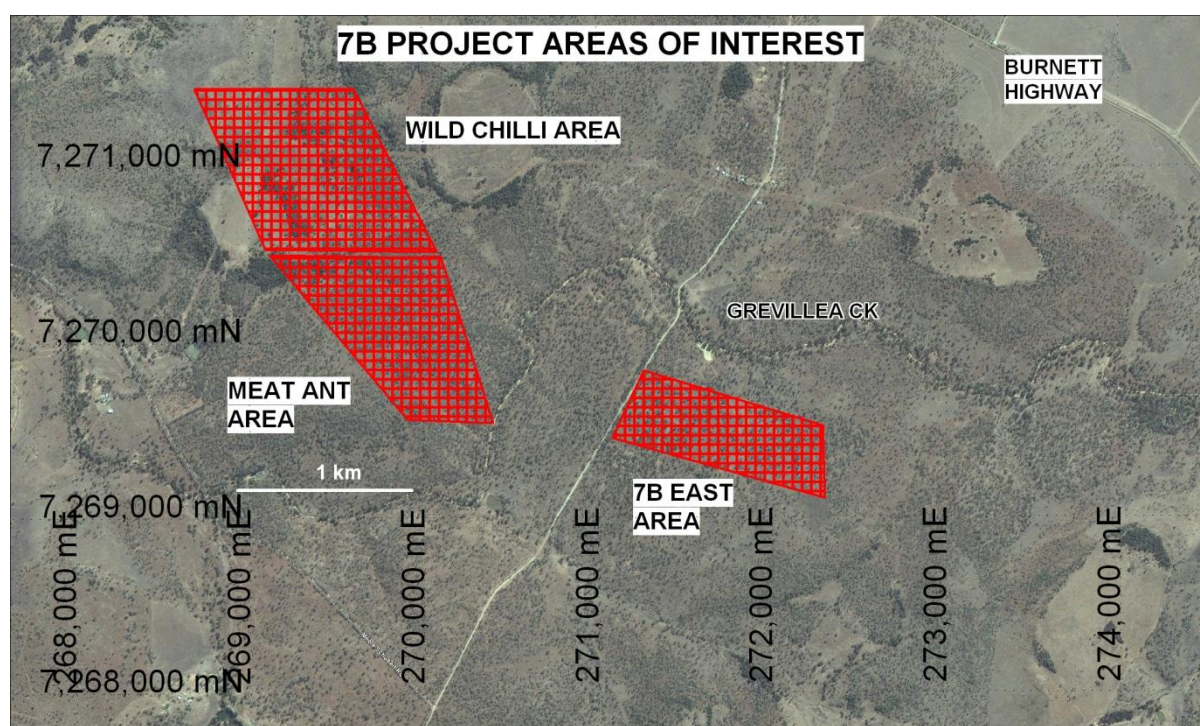 7B PROJECT AREAS OF INTEREST
BURNETT
HIGHWAY
WILD CHILLI AREA
7,271,000 mN
GREVILLEA CK
7,270,000 mN
MEAT ANT
AREA
1 km
7B EAST
AREA
7,269,000 mN
268,000 mE
269,000 mE
270,000 mE
271,000 mE
272,000 mE
273,000 mE
274,000 mE
7,268,000 mN